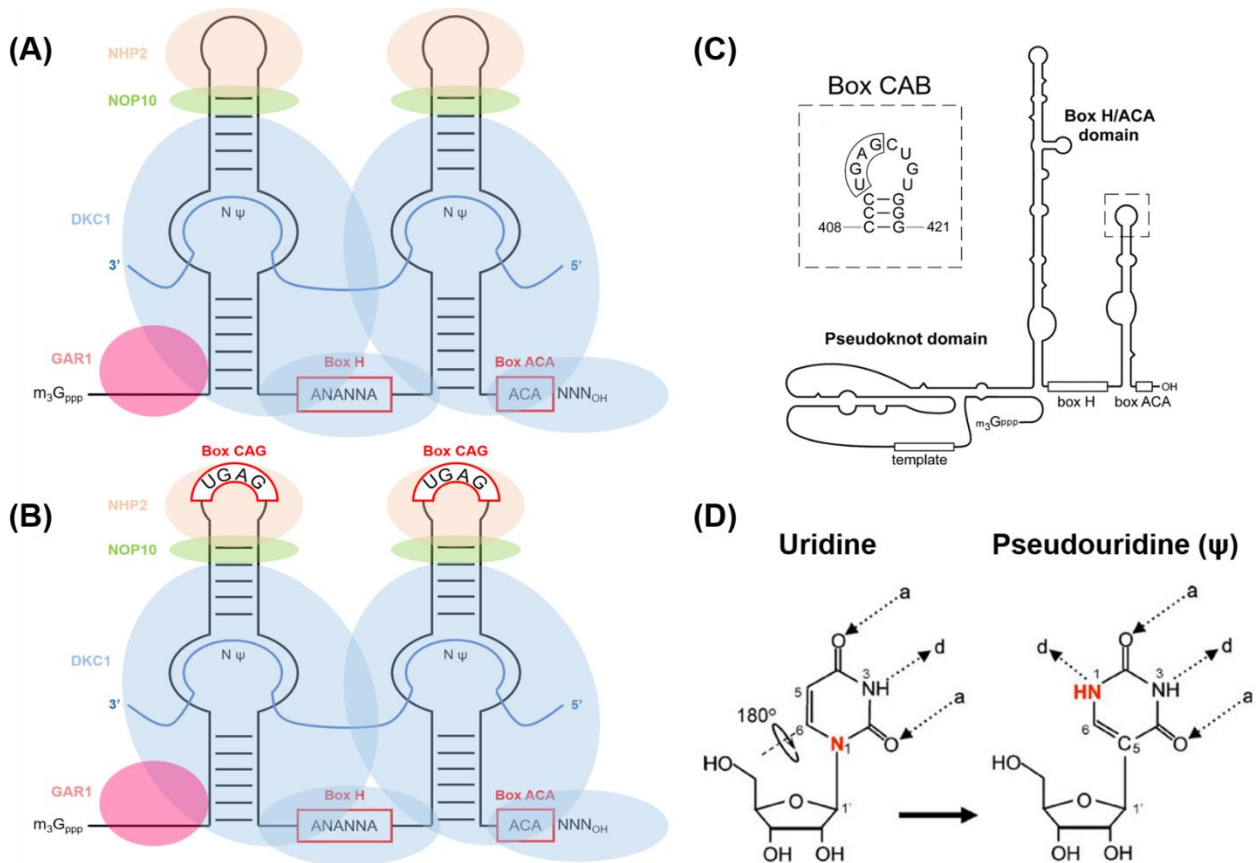 (A)
NHP2
NOP10
DKC1
N ψ
N ψ
3’
5’
GAR1
Box H
Box ACA
m3Gppp
ANANNA
ACA
NNNOH
(B)
Box CAG
Box CAG
UGAG
UGAG
NHP2
NOP10
DKC1
N ψ
N ψ
3’
5’
GAR1
Box H
Box ACA
m3Gppp
ANANNA
ACA
NNNOH
(C)
Box CAB
U G A G C U G U
C G
C G
408 C G 421
Box H/ACA
domain
Pseudoknot domain
m3Gppp
template
box H
box ACA
OH
(D)
Uridine
Pseudouridine (ψ)
a
O
5
3
NH
d
180°
6
N
1
O
a
HO
O
1'
OH OH
a
O
d
1
HN
3
NH
d
6
C
5
O
a
HO
O
1'
OH OH